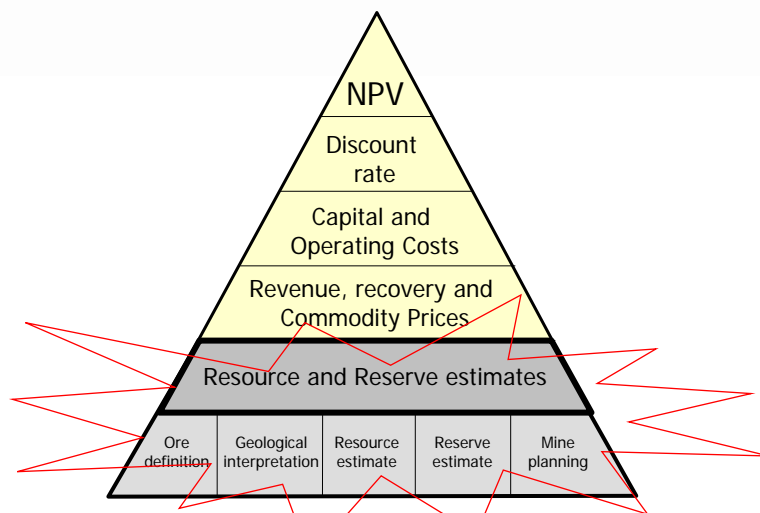 NPV
Discount
rate
Capital and
Operating Costs
Revenue, recovery and
Commodity Prices
Resource and Reserve estimates
Ore
definition
Geological
interpretation
Resource
estimate
Reserve
estimate
Mine
planning